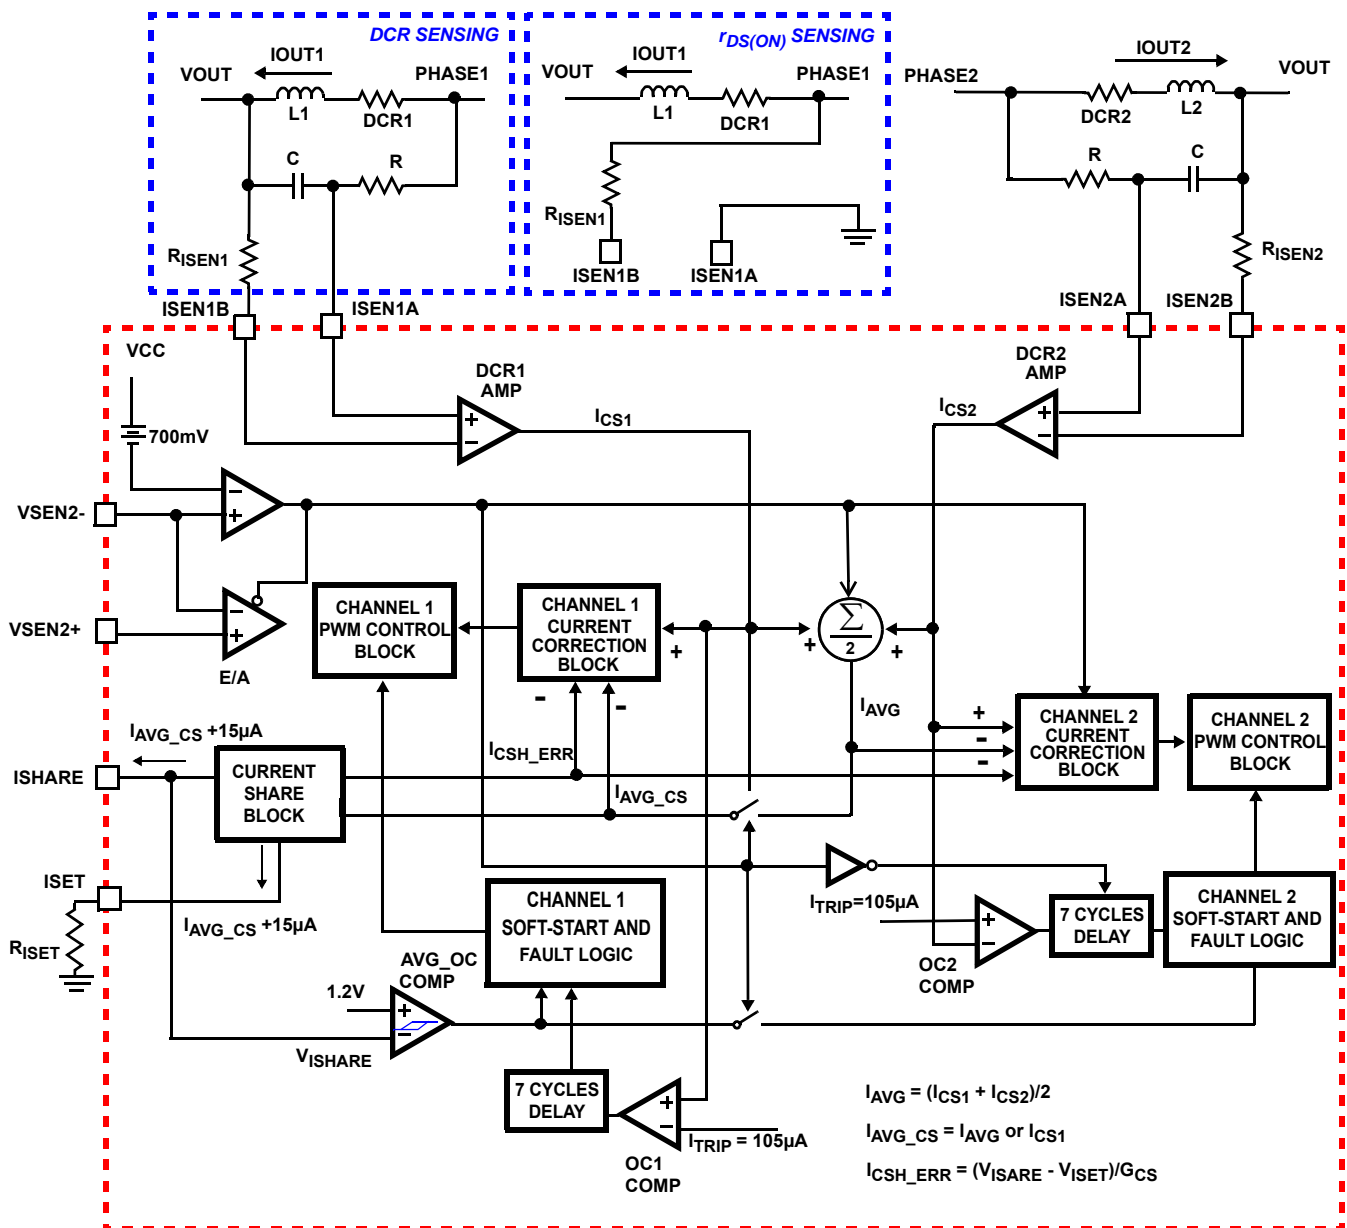 DCR SENSING
rDS(ON) SENSING
IOUT1
VOUT
PHASE1
L1
DCR1
C
R
RISEN1
ISEN1B
ISEN1A
IOUT1
VOUT
PHASE1
L1
DCR1
RISEN1
ISEN1B
ISEN1A
IOUT2
PHASE2
VOUT
DCR2
L2
R
C
RISEN2
ISEN2A
ISEN2B
VCC
700mV
DCR1
AMP
+
−
ICS1
DCR2
AMP
+
−
ICS2
VSEN2-
−
+
VSEN2+
−
+
E/A
CHANNEL 1
PWM CONTROL
BLOCK
CHANNEL 1
CURRENT
CORRECTION
BLOCK
+
-
-
Σ
2
+
+
IAVG
CHANNEL 2
CURRENT
CORRECTION
BLOCK
+
-
-
CHANNEL 2
PWM CONTROL
BLOCK
IAVG_CS +15µA
ISHARE
CURRENT
SHARE
BLOCK
ICSH_ERR
IAVG_CS
ISET
IAVG_CS +15µA
RISET
CHANNEL 1
SOFT-START AND
FAULT LOGIC
AVG_OC
COMP
1.2V
+
−
VISHARE
ITRIP=105µA
+
−
OC2
COMP
7 CYCLES
DELAY
CHANNEL 2
SOFT-START AND
FAULT LOGIC
7 CYCLES
DELAY
+
−
ITRIP = 105µA
OC1
COMP
IAVG = (ICS1 + ICS2)/2
IAVG_CS = IAVG or ICS1
ICSH_ERR = (VISARE - VISET)/GCS